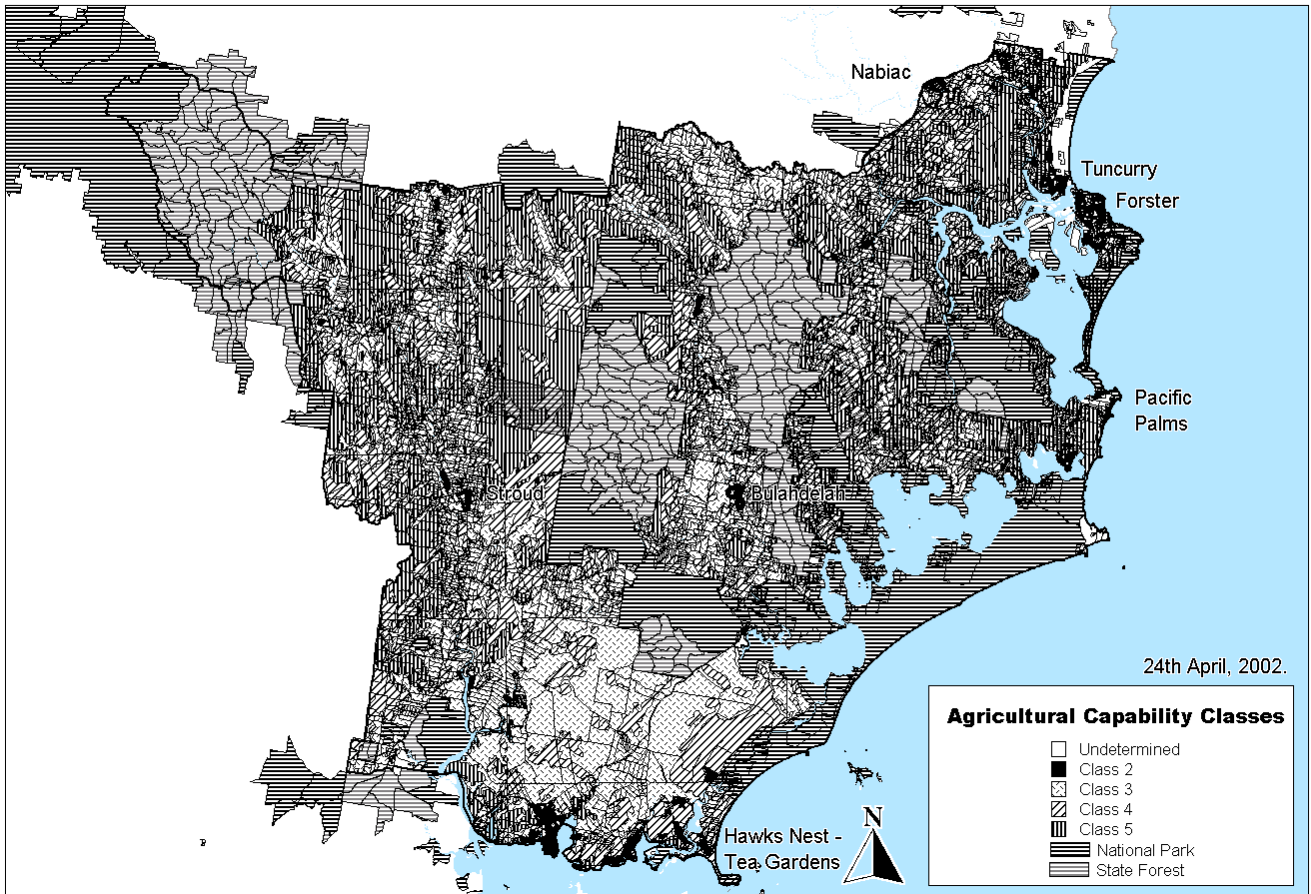 Nabiac
Tuncurry
Forster
Pacific
Palms
Stroud
Bulahdelah
24th April, 2002.
Agricultural Capability Classes
Undetermined
Class 2
Class 3
Class 4
Class 5
National Park
State Forest
N
Hawks Nest -
Tea Gardens